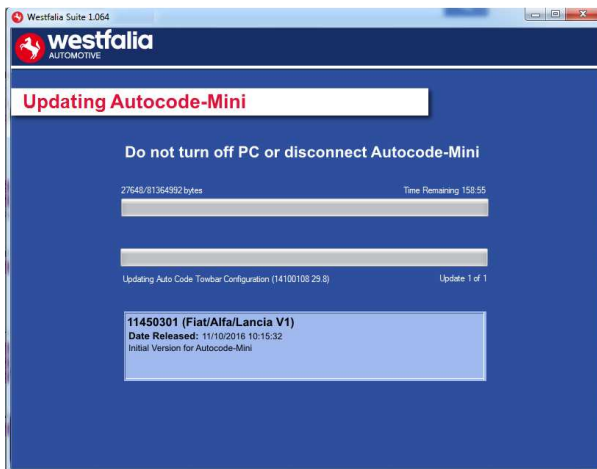 Westfalia Suite 1.064
westfalia
AUTOMOTIVE
Updating Autocode-Mini
Do not turn off PC or disconnect Autocode-Mini
27648/81364992 bytes Time Remaining 158:55
Updating Auto Code Towbar Configuration (14100108 29.8) Update 1 of 1
11450301 (Fiat/Alfa/Lancia V1)
Date Released: 11/10/2016 10:15:32
Initial Version for Autocode-Mini